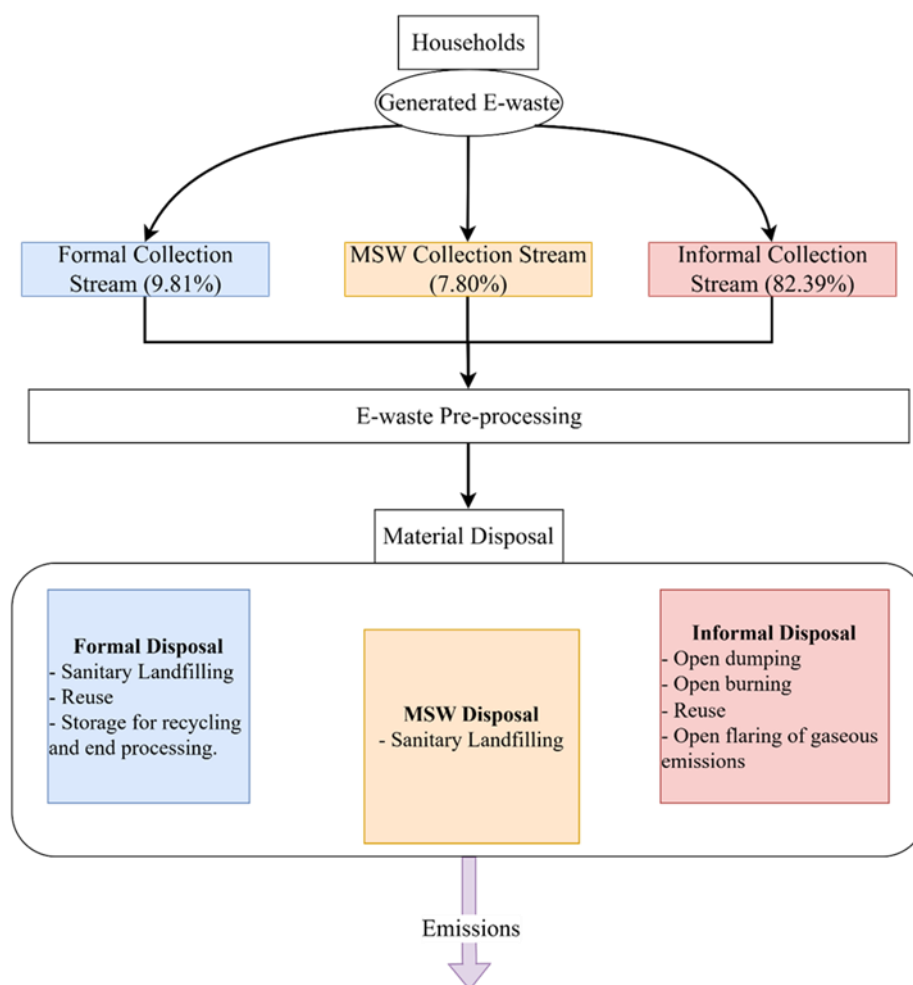 Households
Generated E-waste
Formal Collection
Stream (9.81%)
MSW Collection Stream
(7.80%)
Informal Collection
Stream (82.39%)
E-waste Pre-processing
Material Disposal
Formal Disposal
- Sanitary Landfilling
- Reuse
- Storage for recycling
and end processing.
MSW Disposal
- Sanitary Landfilling
Informal Disposal
- Open dumping
- Open burning
- Reuse
- Open flaring of gaseous
emissions
Emissions